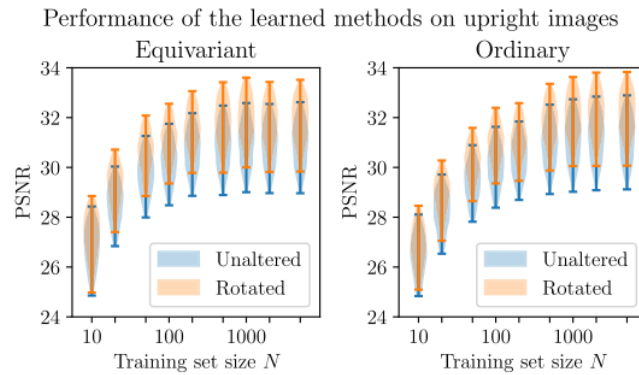 Performance of the learned methods on upright images
Equivariant
PSNR
34
32
30
28
26
24
Unaltered
Rotated
10
100
1000
Training set size N
Ordinary
PSNR
34
32
30
28
26
24
Unaltered
Rotated
10
100
1000
Training set size N